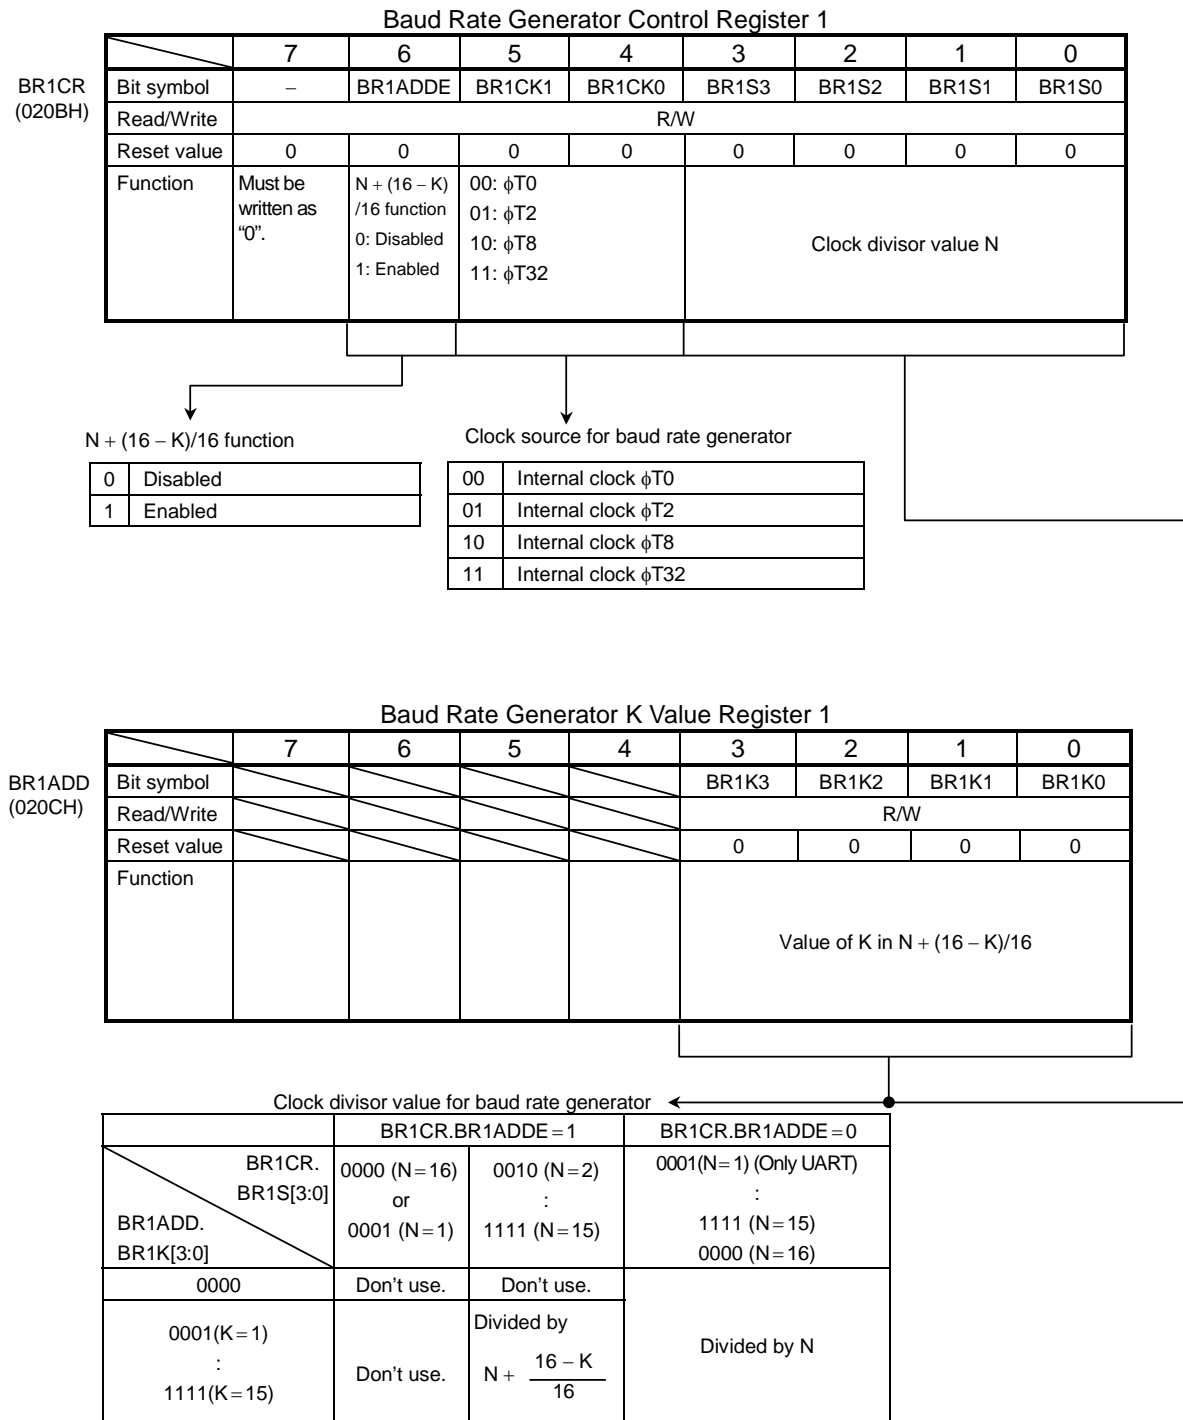 Baud Rate Generator Control Register 1
7 6 5 4 3 2 1 0
BR1CR
(020BH)
Bit symbol – BR1ADDE BR1CK1 BR1CK0 BR1S3 BR1S2 BR1S1 BR1S0
Read/Write R/W
Reset value 0 0 0 0 0 0 0 0
Function
Must be
written as
“0”.
N + (16 – K)
/16 function
0: Disabled
1: Enabled
00: ϕT0
01: ϕT2
10: ϕT8
11: ϕT32
Clock divisor value N
N + (16 – K)/16 function
0 Disabled
1 Enabled
Clock source for baud rate generator
00 Internal clock ϕT0
01 Internal clock ϕT2
10 Internal clock ϕT8
11 Internal clock ϕT32
Baud Rate Generator K Value Register 1
7 6 5 4 3 2 1 0
BR1ADD
(020CH)
Bit symbol BR1K3 BR1K2 BR1K1 BR1K0
Read/Write R/W
Reset value 0 0 0 0
Function
Value of K in N + (16 – K)/16
Clock divisor value for baud rate generator
BR1CR.BR1ADDE = 1 BR1CR.BR1ADDE = 0
BR1CR.
BR1S[3:0]
BR1ADD.
BR1K[3:0]
0000 (N = 16)
or
0001 (N = 1)
0010 (N = 2)
:
1111 (N = 15)
0001(N = 1) (Only UART)
:
1111 (N = 15)
0000 (N = 16)
0000 Don’t use. Don’t use.
0001(K = 1)
:
1111(K = 15)
Don’t use.
Divided by
N + 16 – K
16
Divided by N